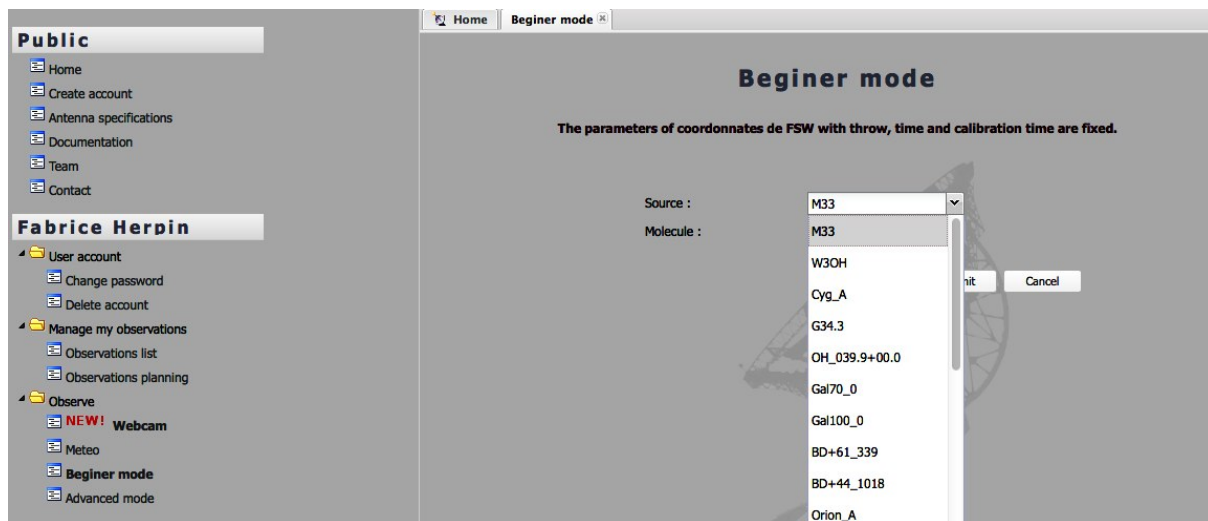 Public
Home
Create account
Antenna specifications
Documentation
Team
Contact
Fabrice Herpin
User account
Change password
Delete account
Manage my observations
Observations list
Observations planning
Observe
NEW! Webcam
Meteo
Beginer mode
Advanced mode
Home Beginer mode
Beginer mode
The parameters of coordonnates de FSW with throw, time and calibration time are fixed.
Source : M33
Molecule :
M33
W3OH
Cyg_A
G34.3
OH_039.9+00.0
Gal70_0
Gal100_0
BD+61_339
BD+44_1018
Orion_A
Cancel